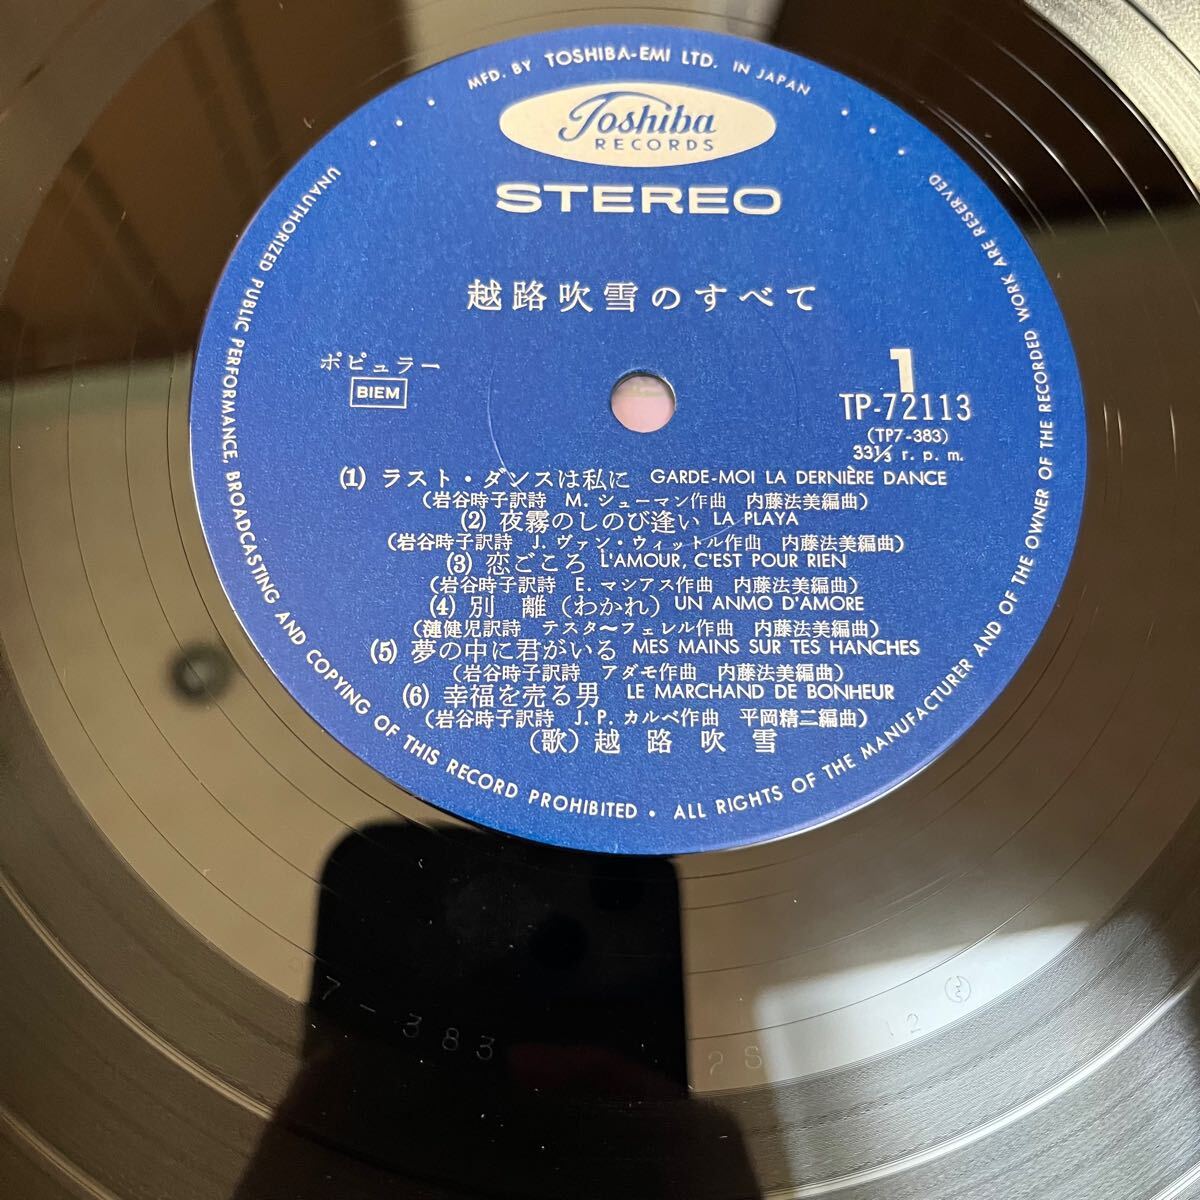 MFD. BY TOSHIBA-EMI LTD. IN JAPAN
Toshiba
RECORDS
STEREO
越路吹雪のすべて
ポピュラー
BIEM
1
TP-72113
(TP7-383)
33⅓ r. p. m.
(1) ラスト・ダンスは私に GARDE-MOI LA DERNIÈRE DANCE
(岩谷時子訳詩 M. シューマン作曲 内藤法美編曲)
(2) 夜霧のしのび逢い LA PLAYA
(岩谷時子訳詩 J. ヴァン・ウィットル作曲 内藤法美編曲)
(3) 恋ごころ L'AMOUR, C'EST POUR RIEN
(岩谷時子訳詩 E. マシアス作曲 内藤法美編曲)
(4) 別 離 (わかれ) UN ANMO D'AMORE
(漣健児訳詩 テスタ〜フェレル作曲 内藤法美編曲)
(5) 夢の中に君がいる MES MAINS SUR TES HANCHES
(岩谷時子訳詩 アダモ作曲 内藤法美編曲)
(6) 幸福を売る男 LE MARCHAND DE BONHEUR
(岩谷時子訳詩 J. P. カルベ作曲 平岡精二編曲)
(歌) 越 路 吹 雪
UNAUTHORIZED PUBLIC PERFORMANCE, BROADCASTING AND COPYING OF THIS RECORD PROHIBITED • ALL RIGHTS OF THE MANUFACTURER AND OF THE OWNER OF THE RECORDED WORK ARE RESERVED
7-383 2S 12